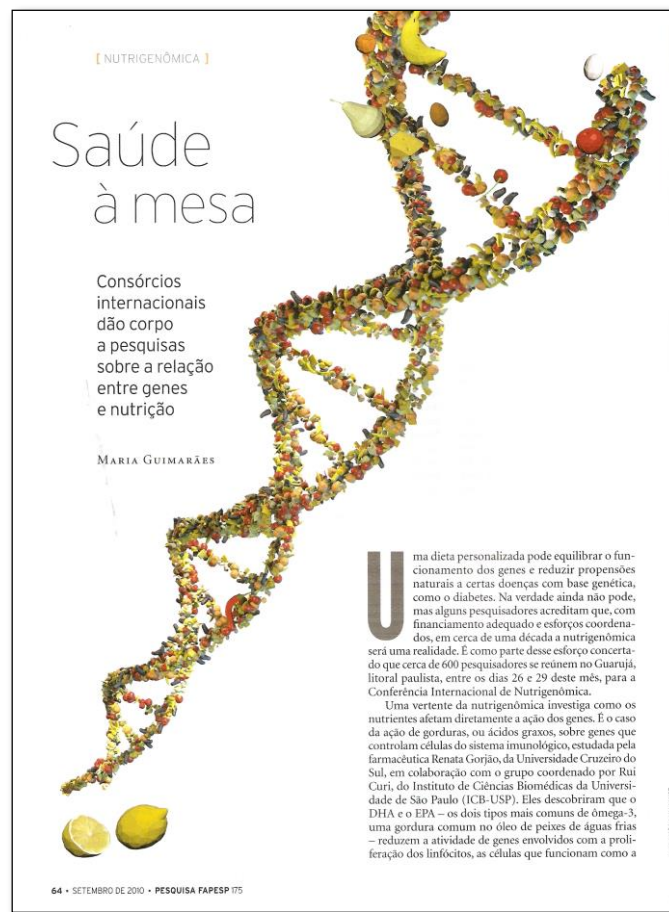 [ NUTRIGENÔMICA ]
Saúde
à mesa
Consórcios
internacionais
dão corpo
a pesquisas
sobre a relação
entre genes
e nutrição
MARIA GUIMARÃES
Uma dieta personalizada pode equilibrar o fun-
cionamento dos genes e reduzir propensões
naturais a certas doenças com base genética,
como o diabetes. Na verdade ainda não pode,
mas alguns pesquisadores acreditam que, com
financiamento adequado e esforços coordena-
dos, em cerca de uma década a nutrigenômica
será uma realidade. É como parte desse esforço concerta-
do que cerca de 600 pesquisadores se reúnem no Guarujá,
litoral paulista, entre os dias 26 e 29 deste mês, para a
Conferência Internacional de Nutrigenômica.
Uma vertente da nutrigenômica investiga como os
nutrientes afetam diretamente a ação dos genes. É o caso
da ação de gorduras, ou ácidos graxos, sobre genes que
controlam células do sistema imunológico, estudada pela
farmacêutica Renata Gorjão, da Universidade Cruzeiro do
Sul, em colaboração com o grupo coordenado por Rui
Curi, do Instituto de Ciências Biomédicas da Universi-
dade de São Paulo (ICB-USP). Eles descobriram que o
DHA e o EPA – os dois tipos mais comuns de ômega-3,
uma gordura comum no óleo de peixes de águas frias
– reduzem a atividade de genes envolvidos com a proli-
feração dos linfócitos, as células que funcionam como a
64 • SETEMBRO DE 2010 • PESQUISA FAPESP 175